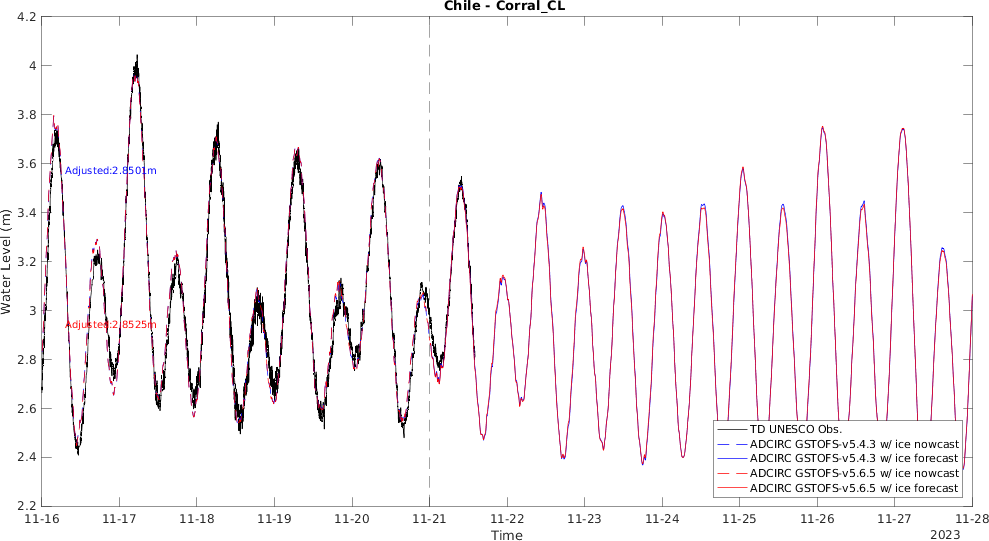 Chile - Corral_CL
4.2
4
3.8
3.6
3.4
3.2
3
2.8
2.6
2.4
2.2
Water Level (m)
Adjusted:2.8501m
Adjusted:2.8525m
TD UNESCO Obs.
ADCIRC GSTOFS-v5.4.3 w/ ice nowcast
ADCIRC GSTOFS-v5.4.3 w/ ice forecast
ADCIRC GSTOFS-v5.6.5 w/ ice nowcast
ADCIRC GSTOFS-v5.6.5 w/ ice forecast
11-16 11-17 11-18 11-19 11-20 11-21 11-22 11-23 11-24 11-25 11-26 11-27 11-28
Time
2023